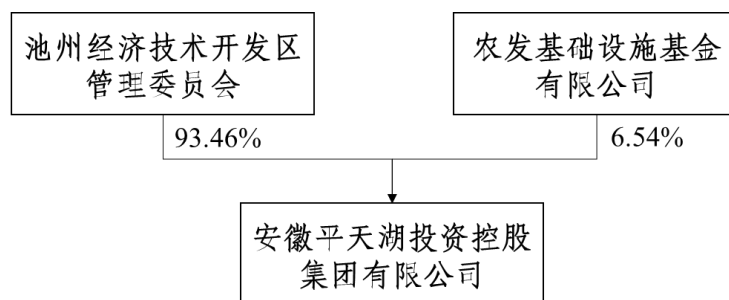 池州经济技术开发区
管理委员会
农发基础设施基金
有限公司
93.46%
6.54%
安徽平天湖投资控股
集团有限公司